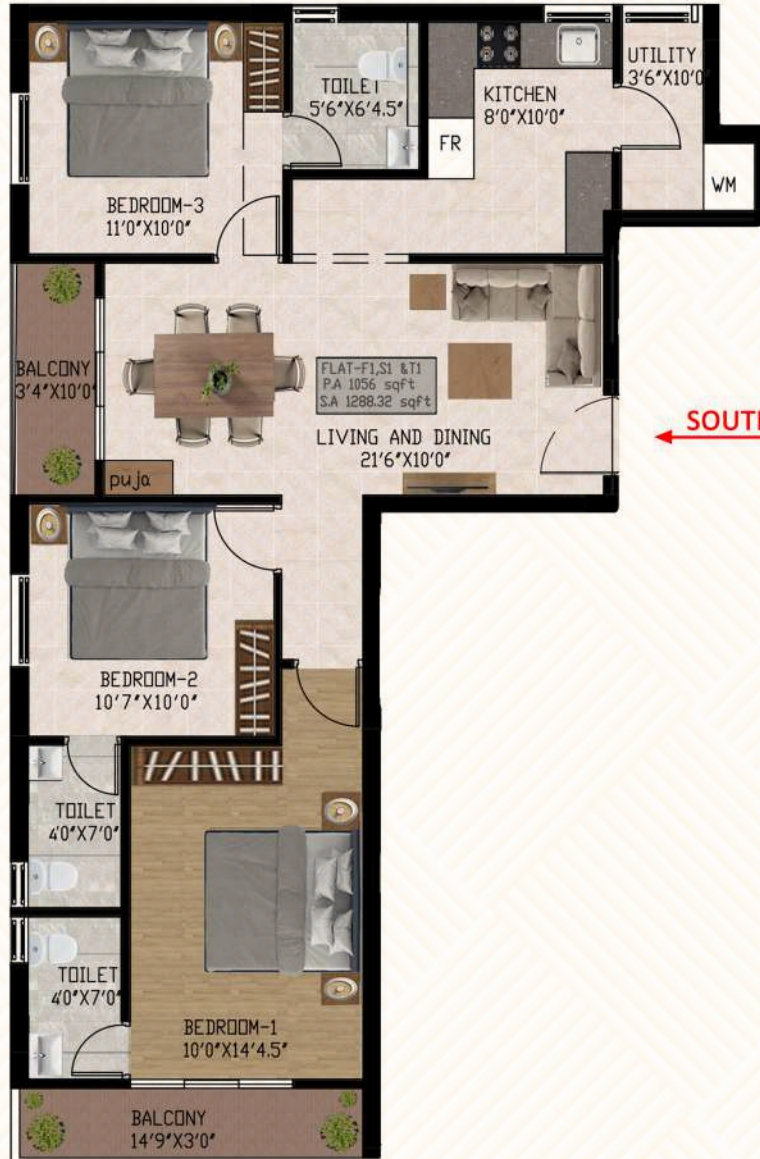 TOILET
5'6"X6'4.5"
UTILITY
3'6"X10'0"
KITCHEN
8'0"X10'0"
FR
WM
BEDROOM-3
11'0"X10'0"
BALCONY
3'4"X10'0"
FLAT-F1,S1 &T1
P.A 1056 sqft
S.A 1288.32 sqft
LIVING AND DINING
21'6"X10'0"
puja
BEDROOM-2
10'7"X10'0"
TOILET
4'0"X7'0"
TOILET
4'0"X7'0"
BEDROOM-1
10'0"X14'4.5"
BALCONY
14'9"X3'0"